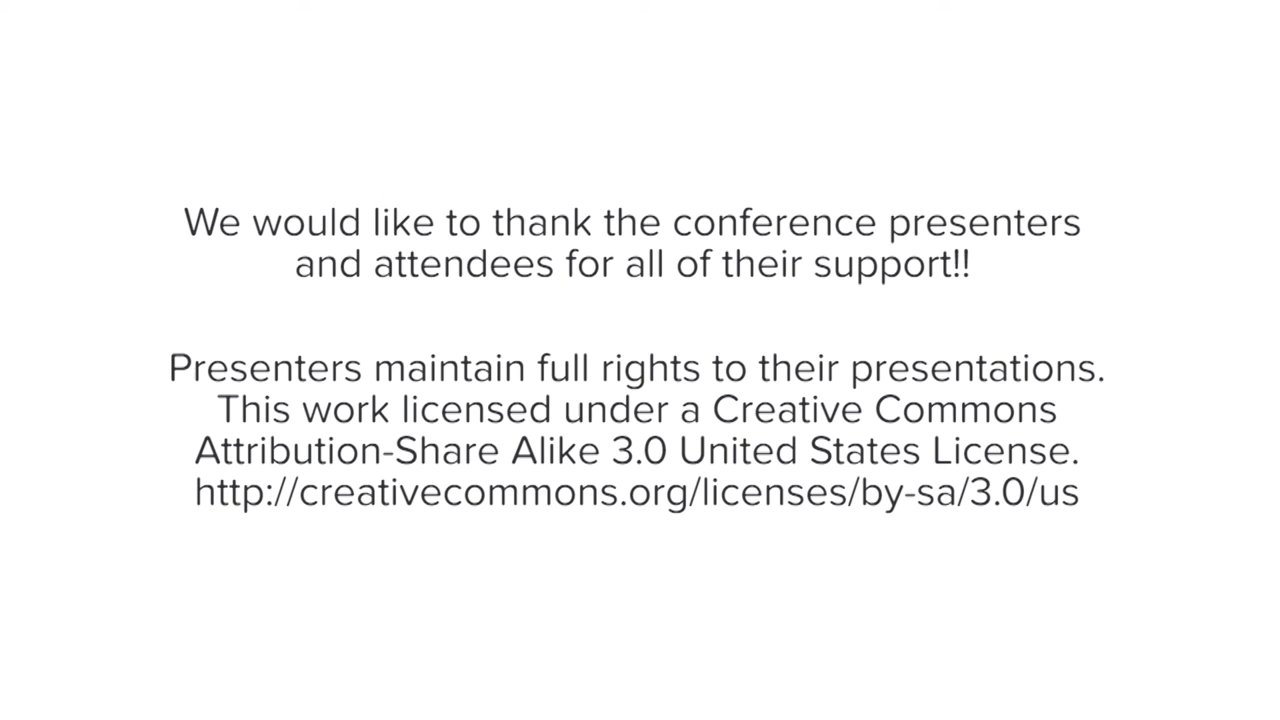 We would like to thank the conference presenters
and attendees for all of their support!!
Presenters maintain full rights to their presentations.
This work licensed under a Creative Commons
Attribution-Share Alike 3.0 United States License.
http://creativecommons.org/licenses/by-sa/3.0/us